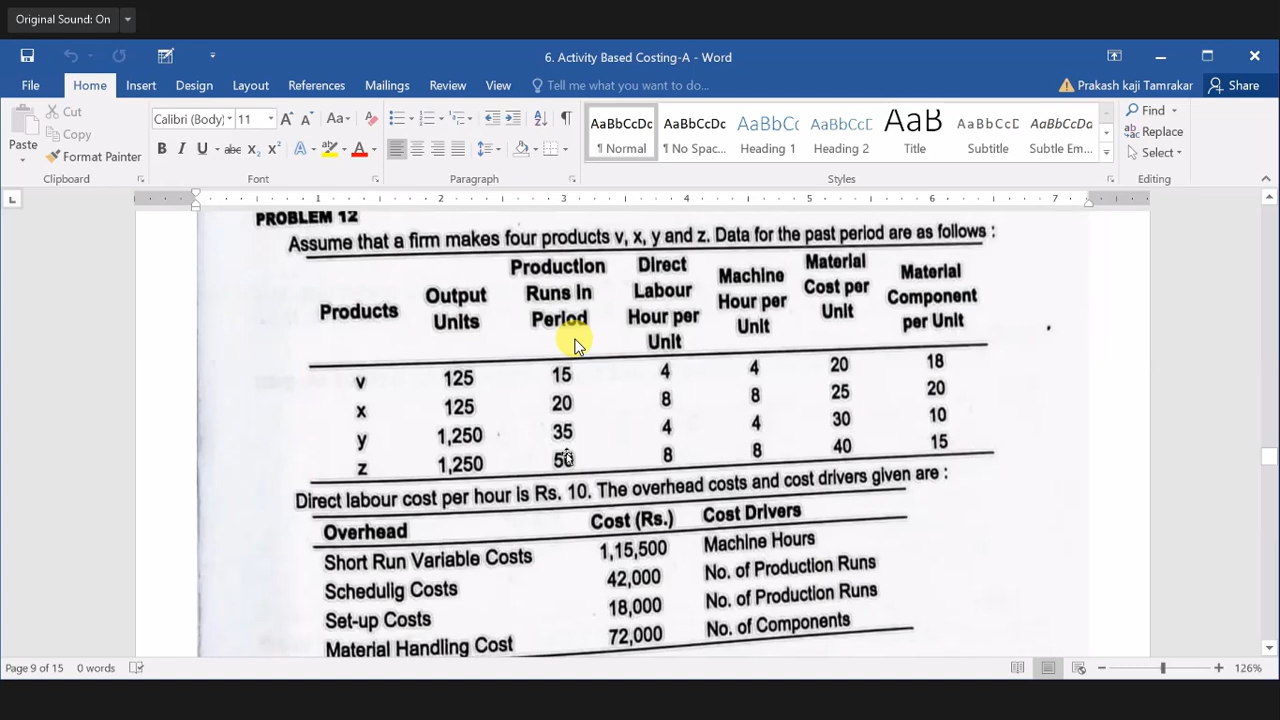 Original Sound: On
6. Activity Based Costing-A - Word
File Home Insert Design Layout References Mailings Review View Tell me what you want to do... Prakash kaji Tamrakar Share
Paste Cut Copy Format Painter
Calibri (Body) 11
AaBbCcDc AaBbCcDc AaBbCc AaBbCcC AaB AaBbCcD AaBbCcDa
¶ Normal ¶ No Spac... Heading 1 Heading 2 Title Subtitle Subtle Em...
Find Replace Select
Clipboard Font Paragraph Styles Editing
1 2 3 4 5 6 7
PROBLEM 12
Assume that a firm makes four products v, x, y and z. Data for the past period are as follows :
Products Output Units Production Runs In Period Direct Labour Hour per Unit Machine Hour per Unit Material Cost per Unit Material Component per Unit
v 125 15 4 4 20 18
x 125 20 8 8 25 20
y 1,250 35 4 4 30 10
z 1,250 50 8 8 40 15
Direct labour cost per hour is Rs. 10. The overhead costs and cost drivers given are :
Overhead Cost (Rs.) Cost Drivers
Short Run Variable Costs 1,15,500 Machine Hours
Schedulig Costs 42,000 No. of Production Runs
Set-up Costs 18,000 No. of Production Runs
Material Handling Cost 72,000 No. of Components
Page 9 of 15 0 words 126%